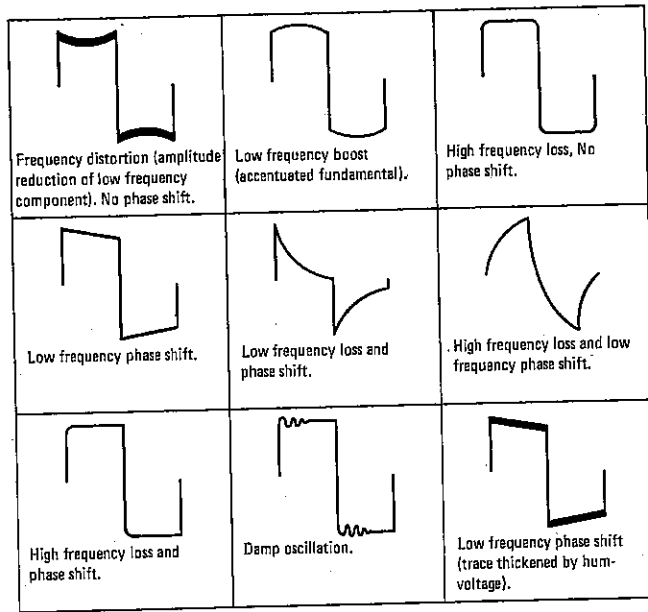 Frequency distortion (amplitude
reduction of low frequency
component). No phase shift.
Low frequency boost
(accentuated fundamental).
High frequency loss, No
phase shift.
Low frequency phase shift.
Low frequency loss and
phase shift.
High frequency loss and low
frequency phase shift.
High frequency loss and
phase shift.
Damp oscillation.
Low frequency phase shift
(trace thickened by hum-
voltage).